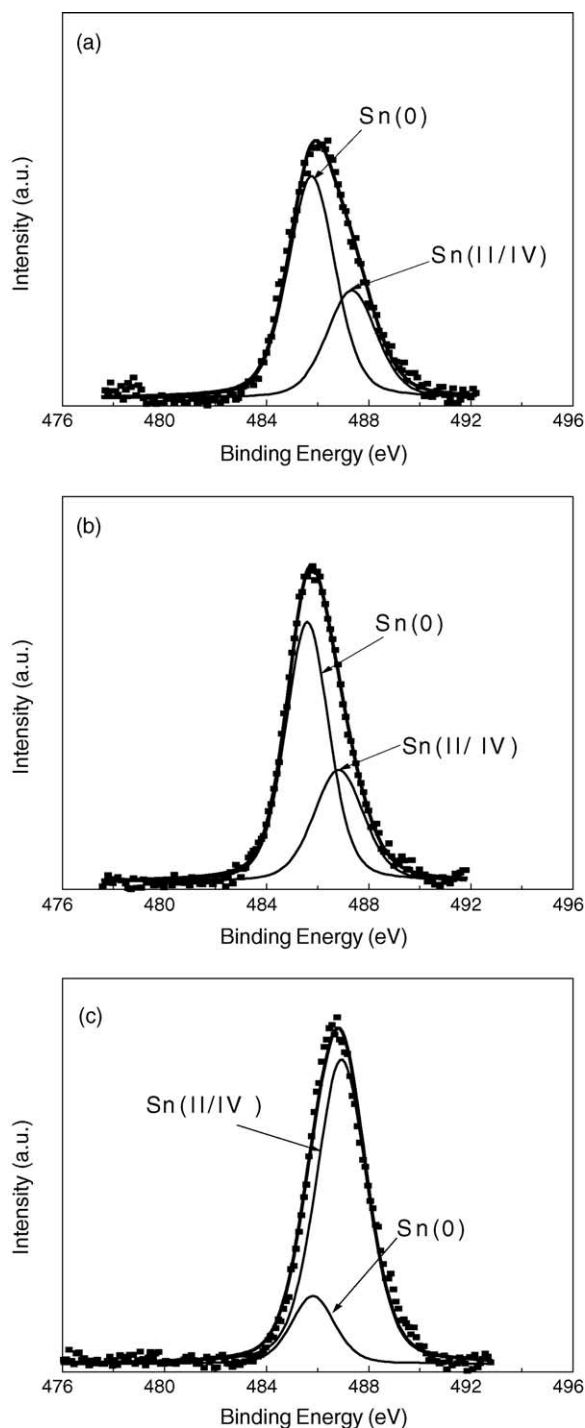 (a)
Sn(0)
Sn(II/IV)
Intensity (a.u.)
476 480 484 488 492 496
Binding Energy (eV)
(b)
Sn(0)
Sn(II/ IV)
Intensity (a.u.)
476 480 484 488 492 496
Binding Energy (eV)
(c)
Sn(II/IV )
Sn(0)
Intensity (a.u.)
476 480 484 488 492 496
Binding Energy (eV)